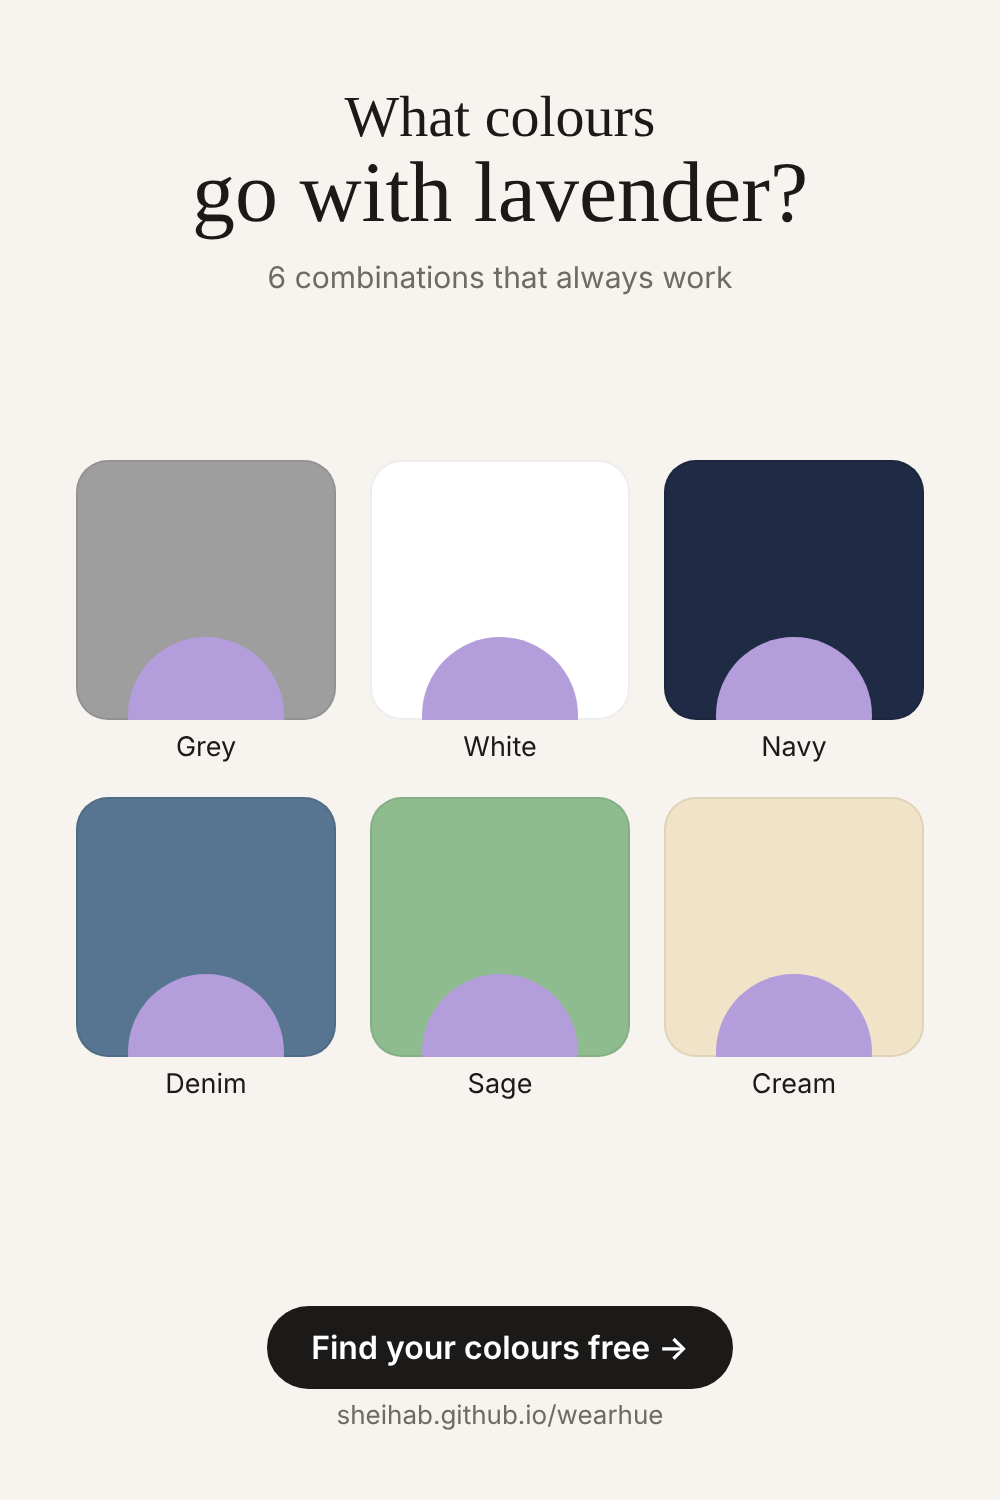 What colours
go with lavender?
6 combinations that always work
Grey
White
Navy
Denim
Sage
Cream
Find your colours free →
sheihab.github.io/wearhue